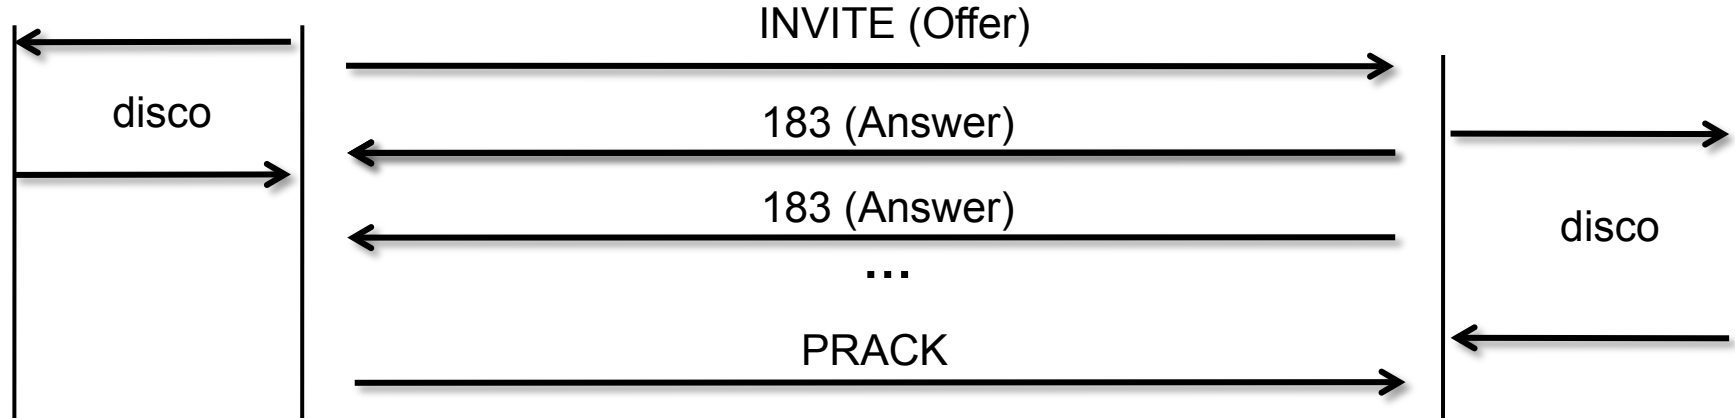 INVITE (Offer)
disco
183 (Answer)
183 (Answer)
disco
...
PRACK